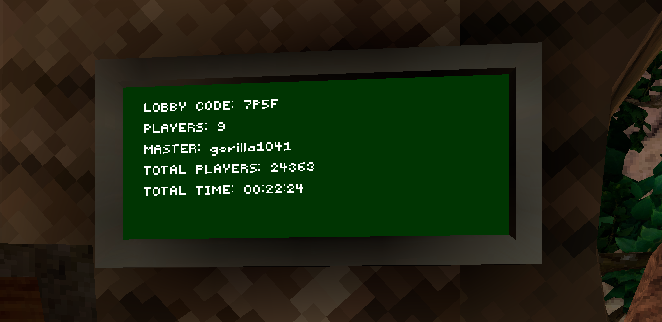 LOBBY CODE: 7P5F
PLAYERS: 9
MASTER: gorilla1041
TOTAL PLAYERS: 24363
TOTAL TIME: 00:22:24